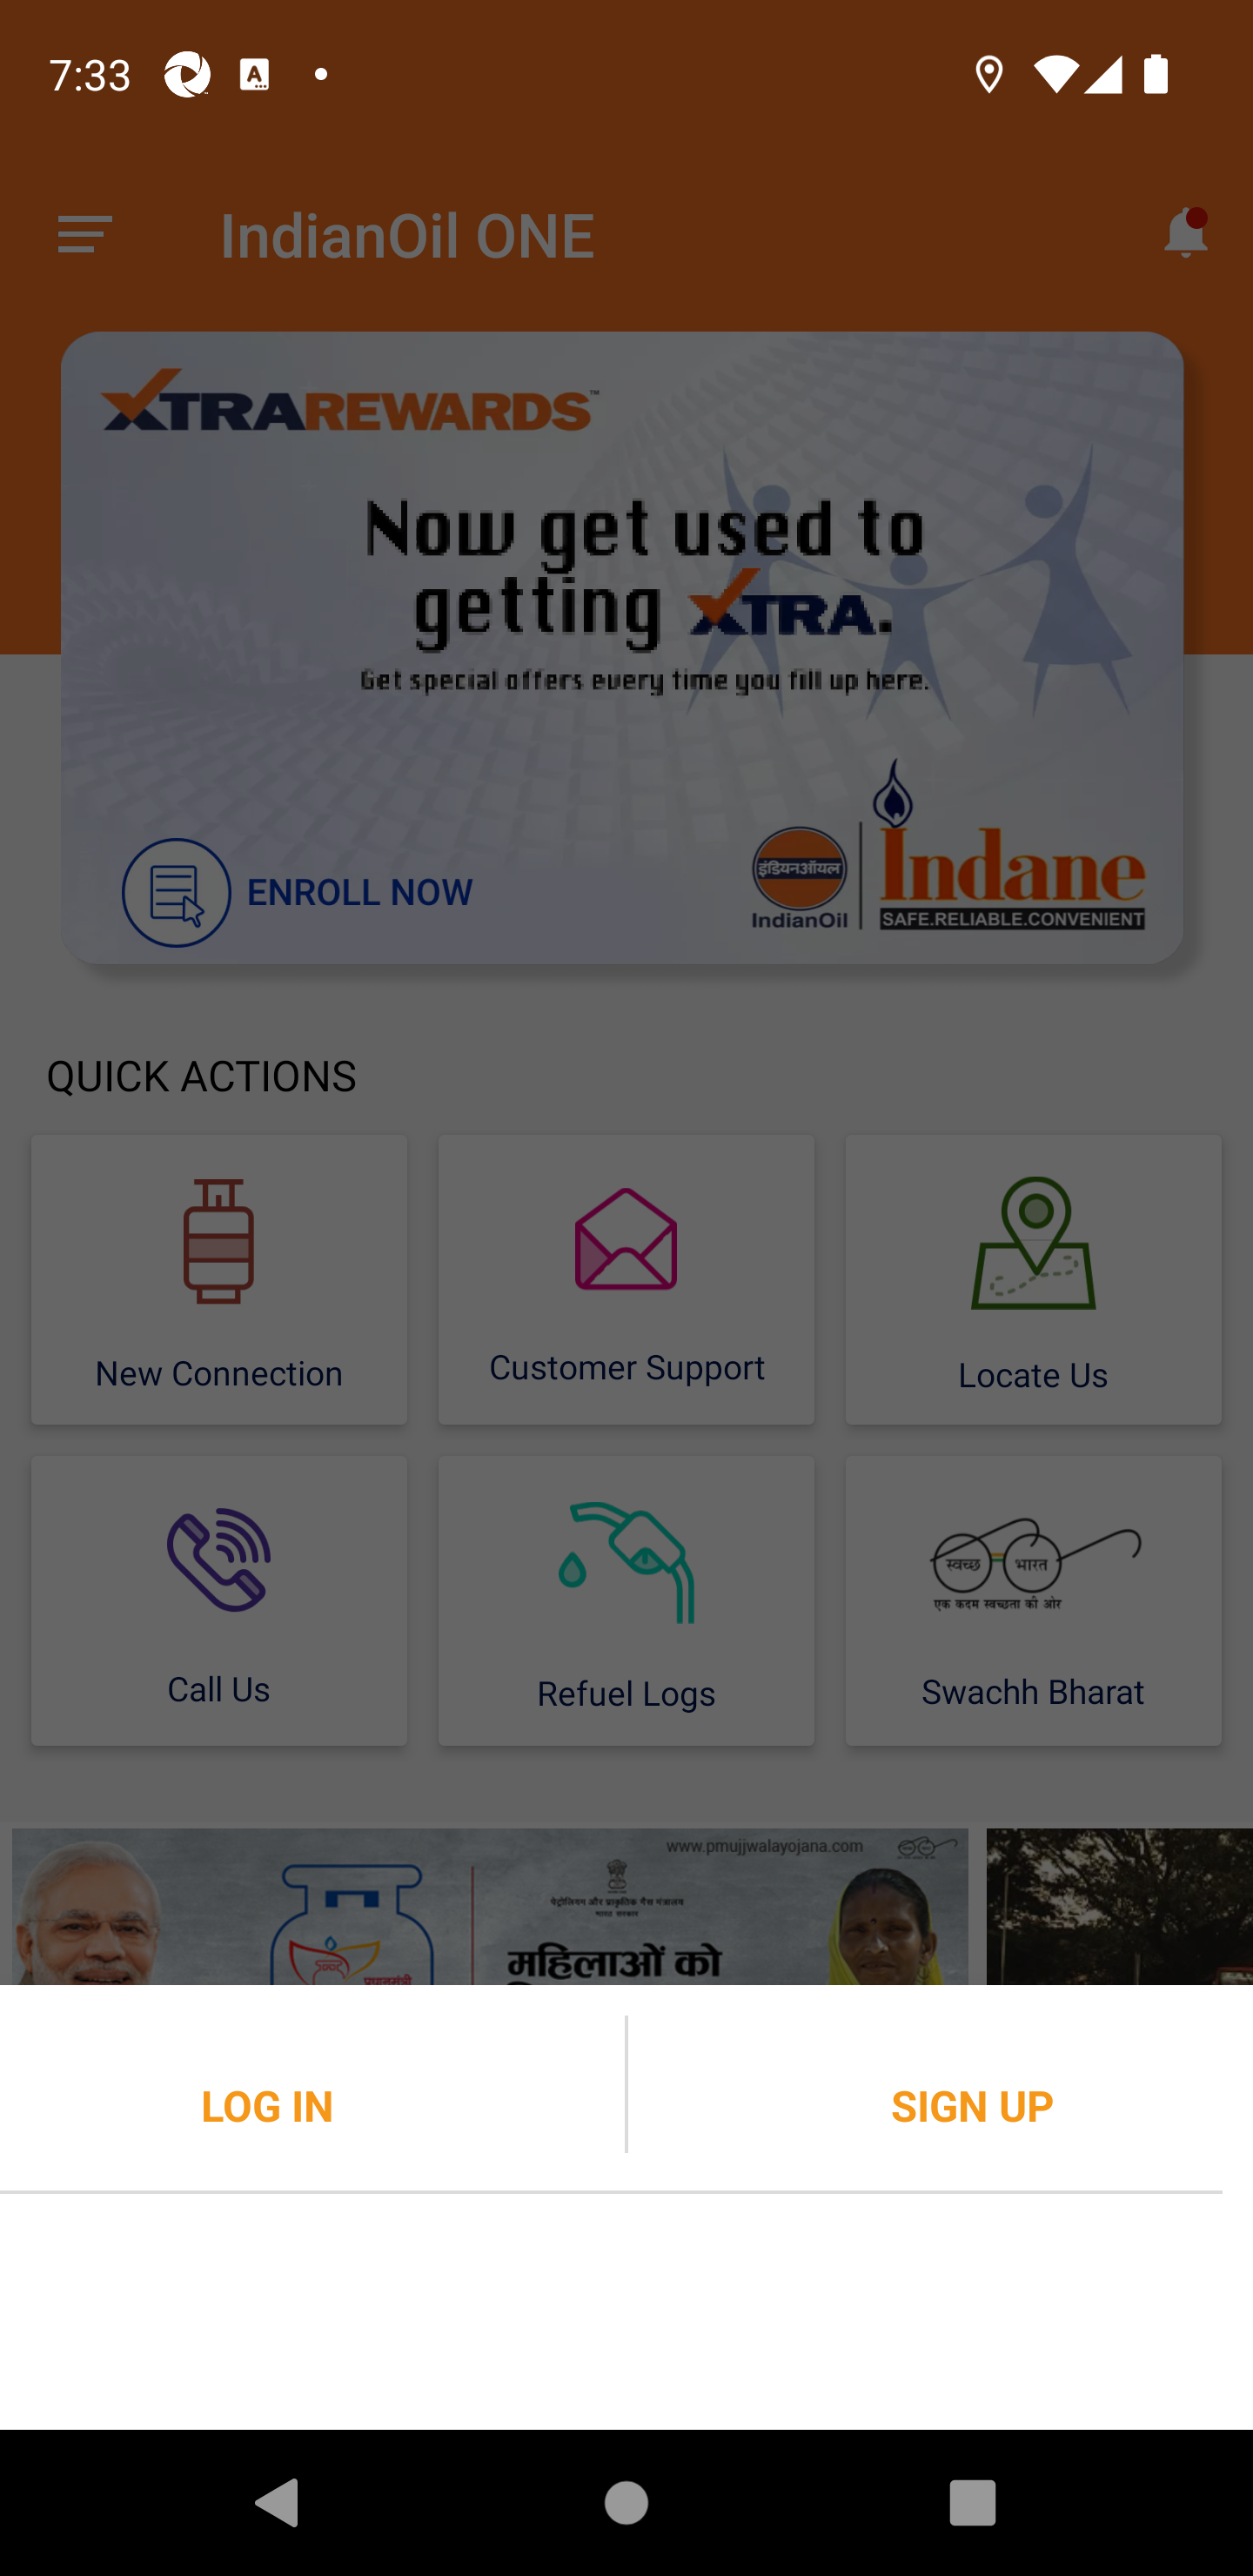 7:33
IndianOil ONE
XTRAREWARDS™
Now get used to
getting XTRA.
Get special offers every time you fill up here.
ENROLL NOW
इंडियनऑयल
IndianOil
Indane
SAFE.RELIABLE.CONVENIENT
QUICK ACTIONS
New Connection
Customer Support
Locate Us
स्वच्छ भारत
एक कदम स्वच्छता की ओर
Call Us
Refuel Logs
Swachh Bharat
www.pmujjwalayojana.com
पेट्रोलियम और प्राकृतिक गैस मंत्रालय
भारत सरकार
महिलाओं को
प्रधानमंत्री
LOG IN
SIGN UP